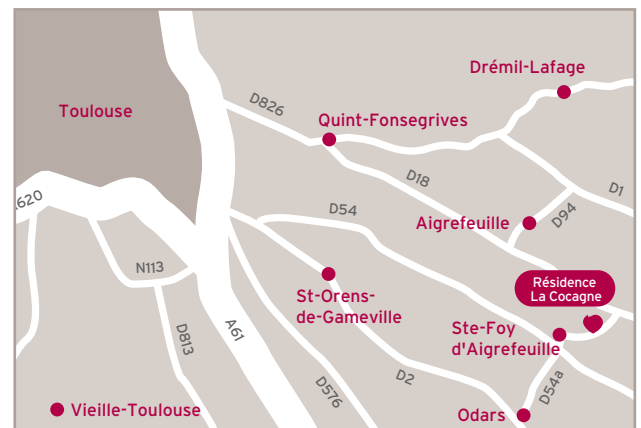 Drémil-Lafage
D826
Toulouse
Quint-Fonsegrives
D18
D1
A620
D54
Aigrefeuille
D94
N113
Résidence
La Cocagne
St-Orens-
de-Gameville
D813
A61
Ste-Foy
d'Aigrefeuille
D576
D2
D54a
Vieille-Toulouse
Odars